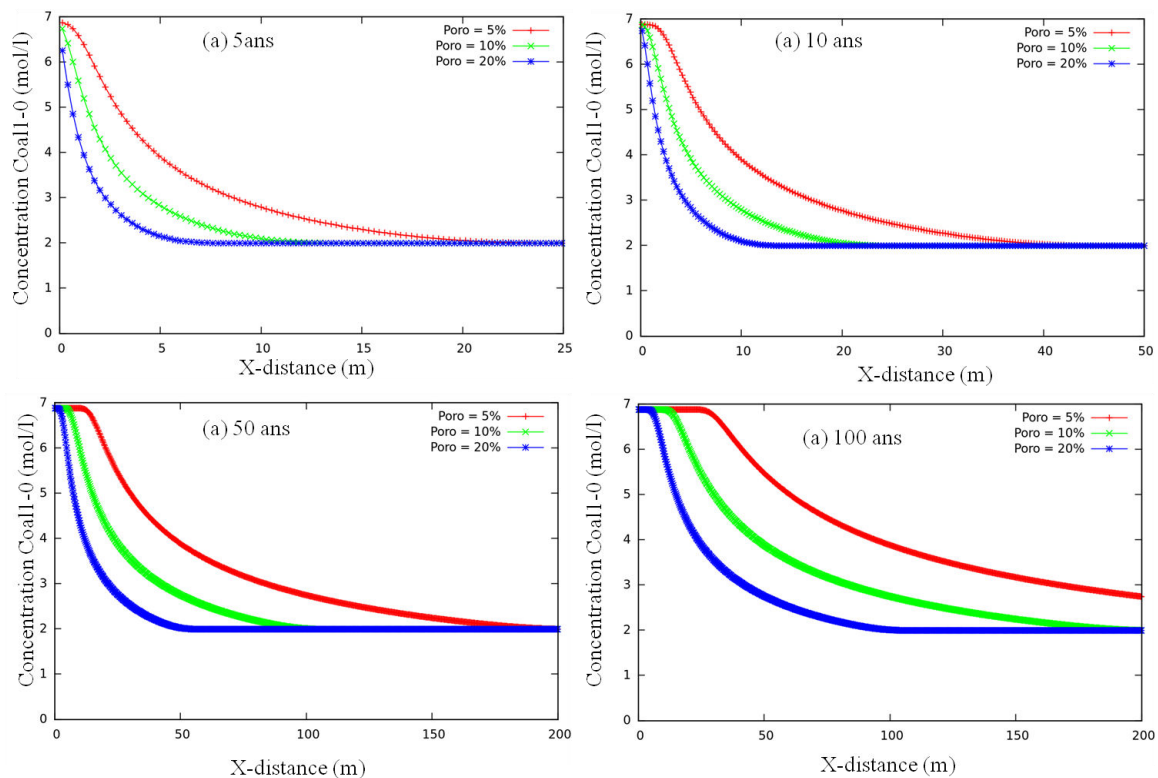 7
6
5
4
3
2
1
0
Concentration Coal1-0 (mol/l)
(a) 5ans
Poro = 5%
Poro = 10%
Poro = 20%
0 5 10 15 20 25
X-distance (m)
7
6
5
4
3
2
1
0
Concentration Coal1-0 (mol/l)
(a) 10 ans
Poro = 5%
Poro = 10%
Poro = 20%
0 10 20 30 40 50
X-distance (m)
7
6
5
4
3
2
1
0
Concentration Coal1-0 (mol/l)
(a) 50 ans
Poro = 5%
Poro = 10%
Poro = 20%
0 50 100 150 200
X-distance (m)
7
6
5
4
3
2
1
0
Concentration Coal1-0 (mol/l)
(a) 100 ans
Poro = 5%
Poro = 10%
Poro = 20%
0 50 100 150 200
X-distance (m)